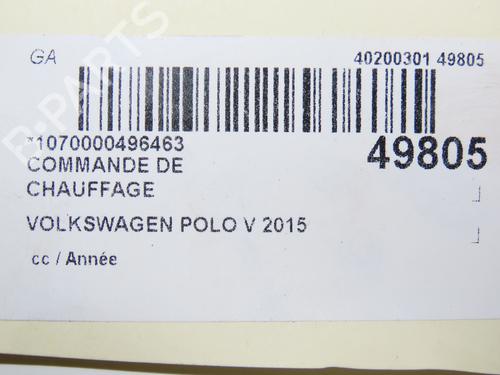 GA
40200301 49805
*1070000496463
49805
COMMANDE DE
CHAUFFAGE
VOLKSWAGEN POLO V 2015
cc / Année
B-PARTS